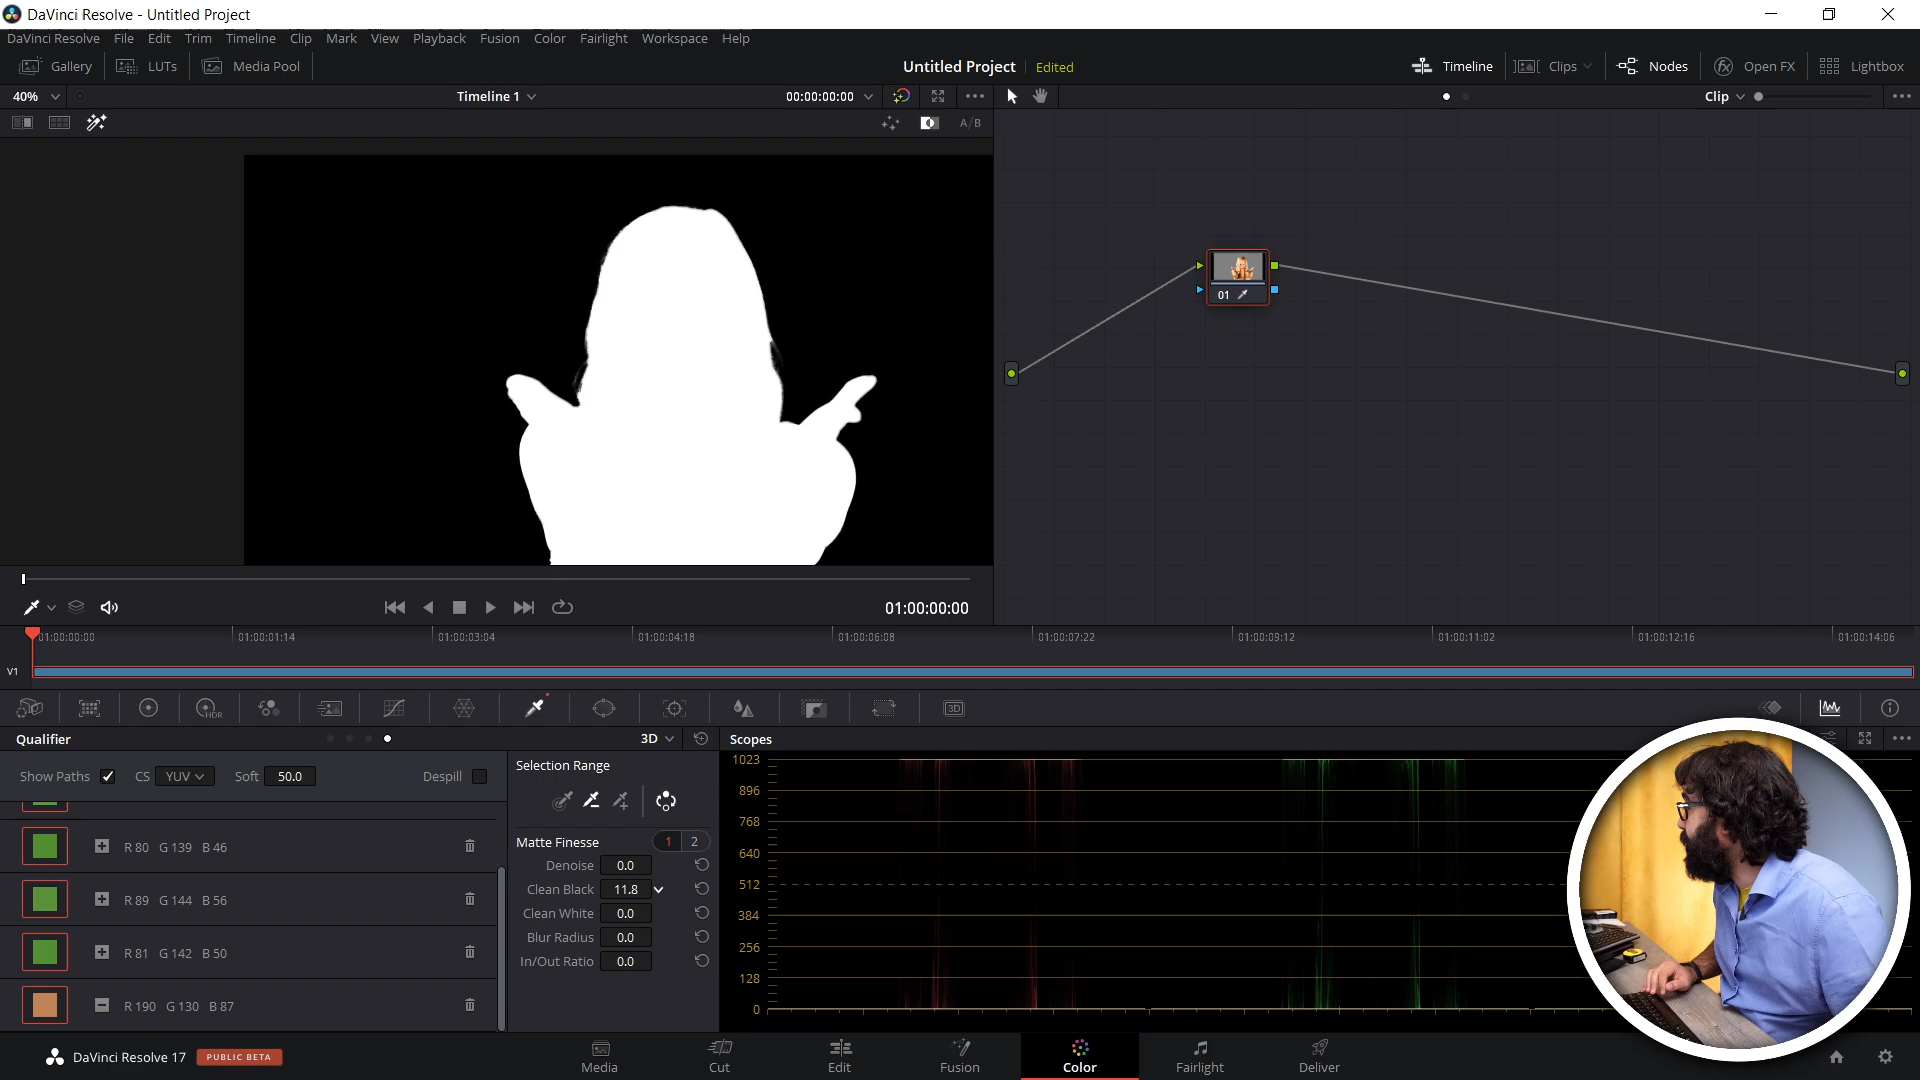 DaVinci Resolve - Untitled Project
DaVinci Resolve File Edit Trim Timeline Clip Mark View Playback Fusion Color Fairlight Workspace Help
Gallery LUTs Media Pool Untitled Project Edited Timeline Clips Nodes Open FX Lightbox
40% Timeline 1 00:00:00:00 Clip
A/B
01
01:00:00:00
01:00:00:00 01:00:01:14 01:00:03:04 01:00:04:18 01:00:06:08 01:00:07:22 01:00:09:12 01:00:11:02 01:00:12:16 01:00:14:06
V1
HDR 3D
Qualifier 3D Scopes
Show Paths CS YUV Soft 50.0 Despill
R 80 G 139 B 46
R 89 G 144 B 56
R 81 G 142 B 50
R 190 G 130 B 87
Selection Range
Matte Finesse 1 2
Denoise 0.0
Clean Black 11.8
Clean White 0.0
Blur Radius 0.0
In/Out Ratio 0.0
1023
896
768
640
512
384
256
128
0
DaVinci Resolve 17 PUBLIC BETA
Media Cut Edit Fusion Color Fairlight Deliver